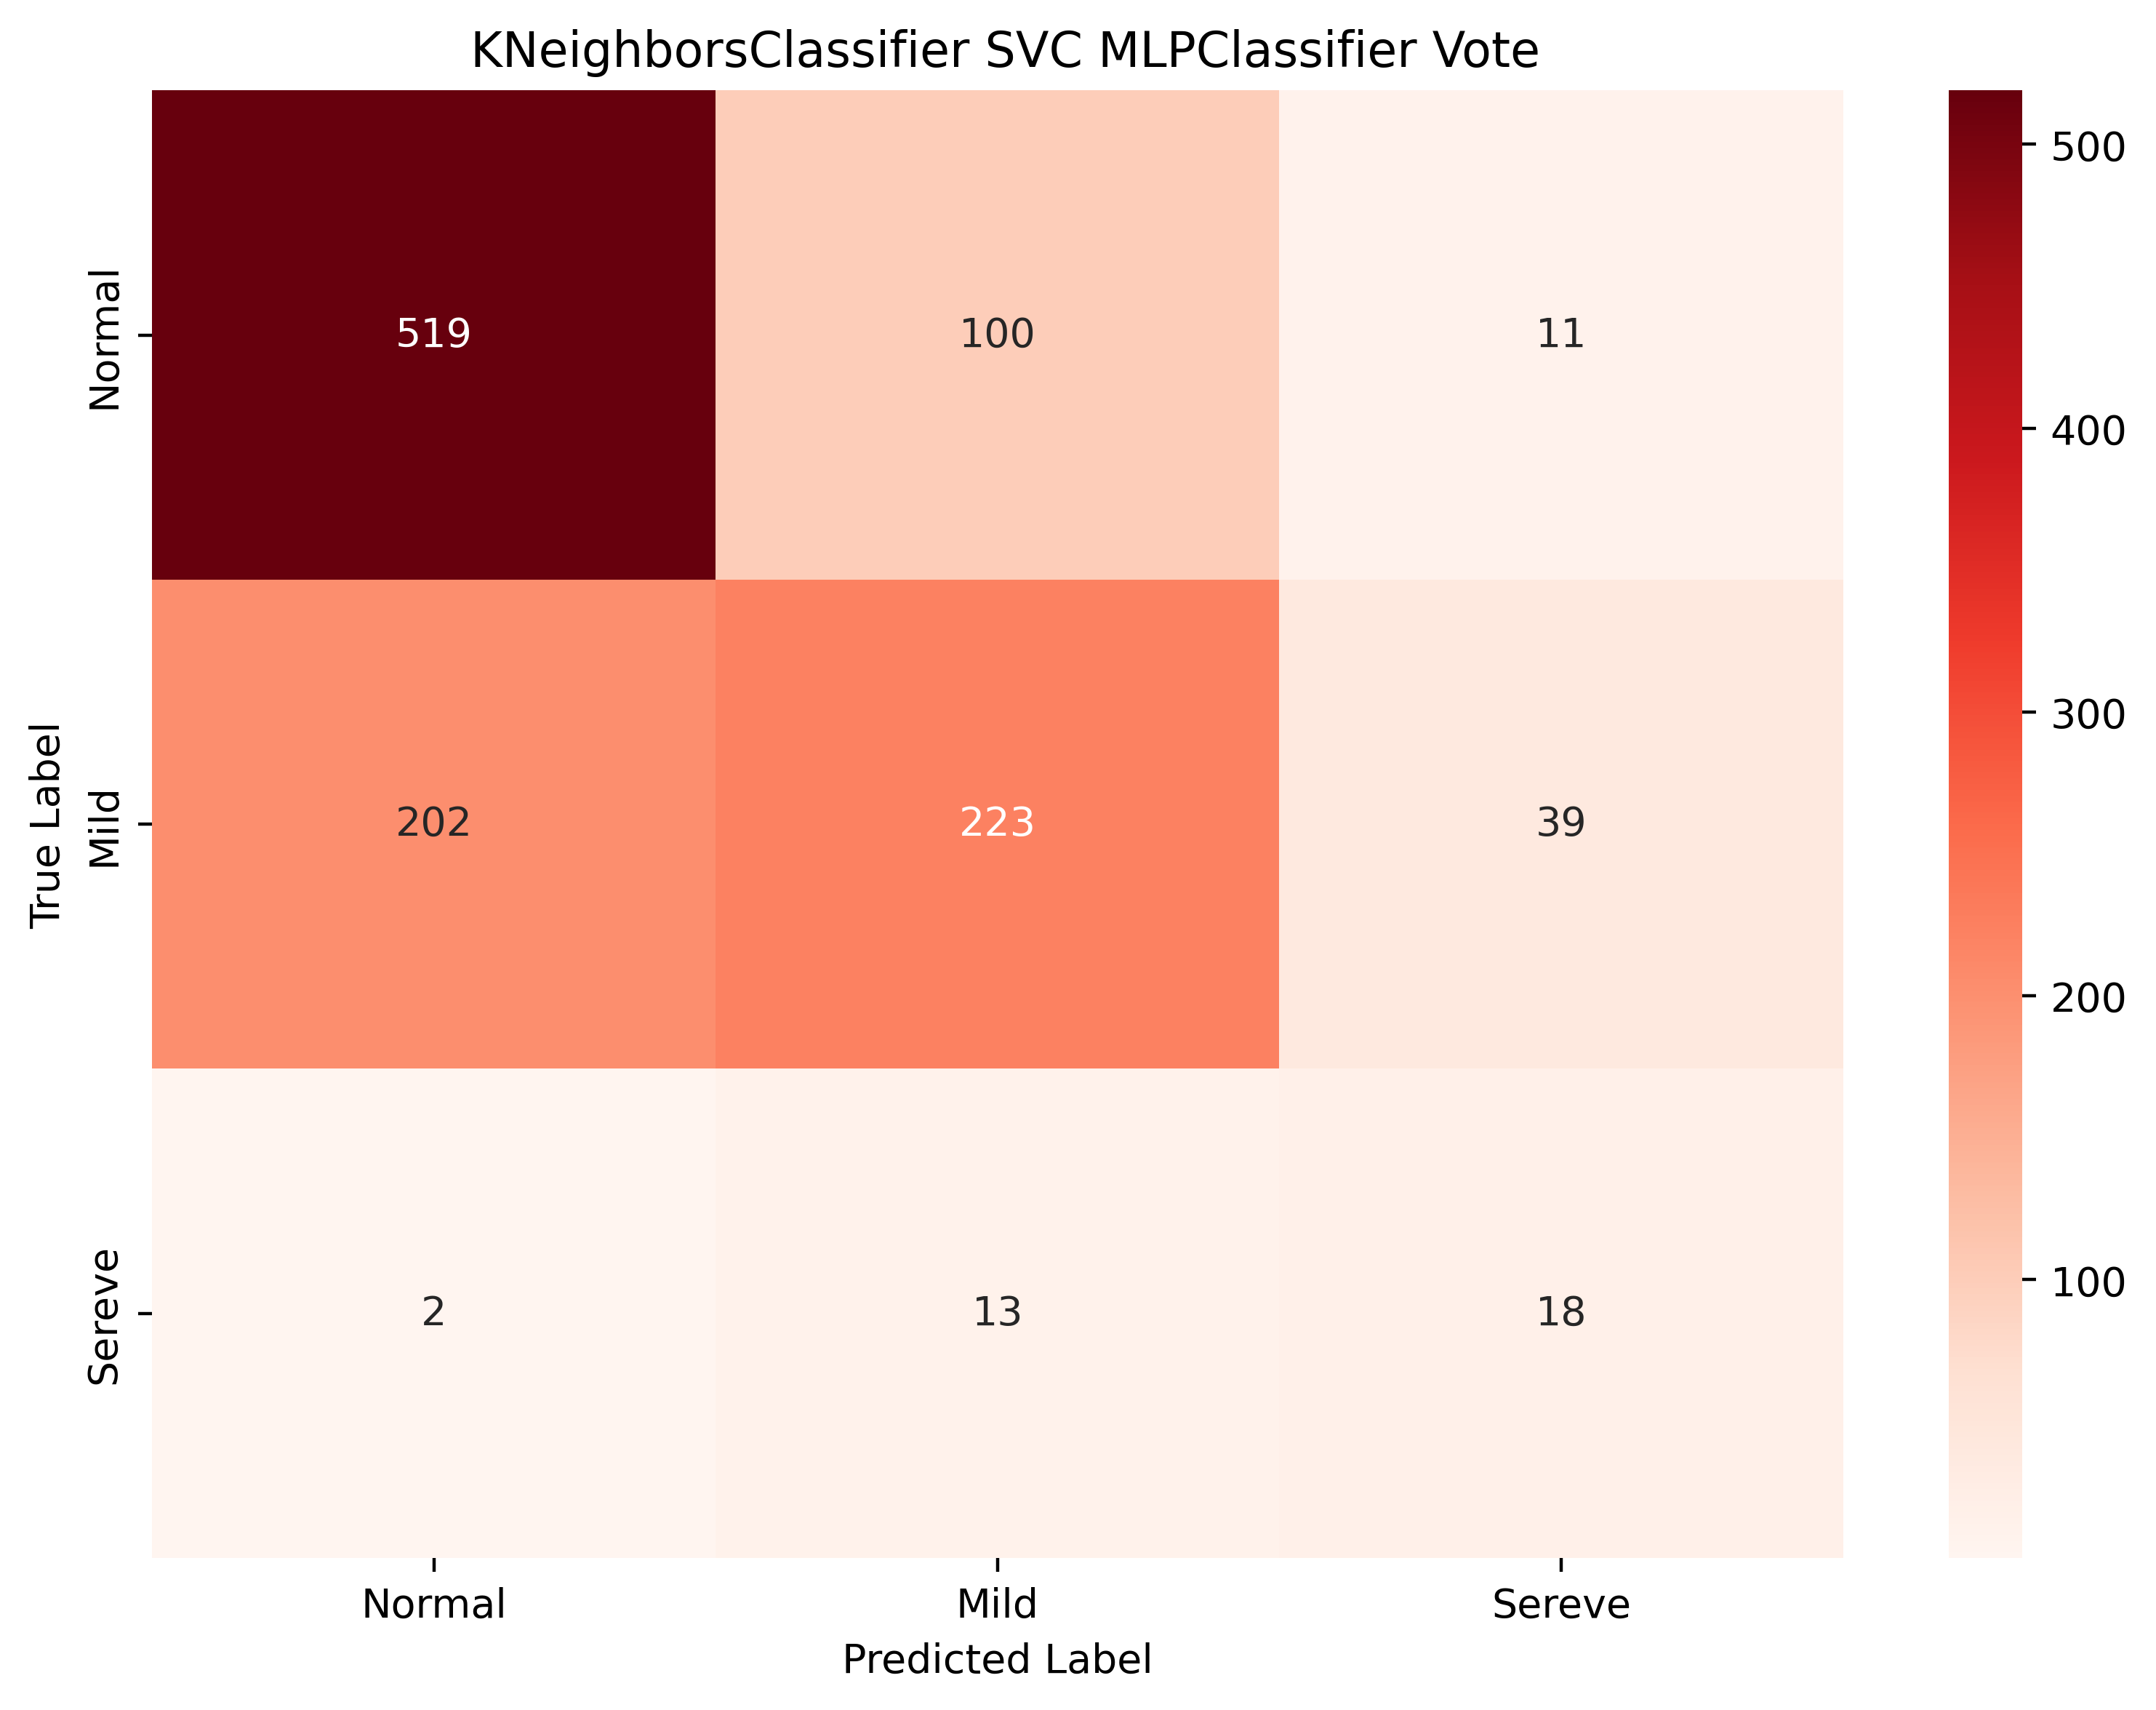 KNeighborsClassifier SVC MLPClassifier Vote
True Label
Normal
519 100 11
Mild
202 223 39
Sereve
2 13 18
Normal Mild Sereve
Predicted Label
500
400
300
200
100